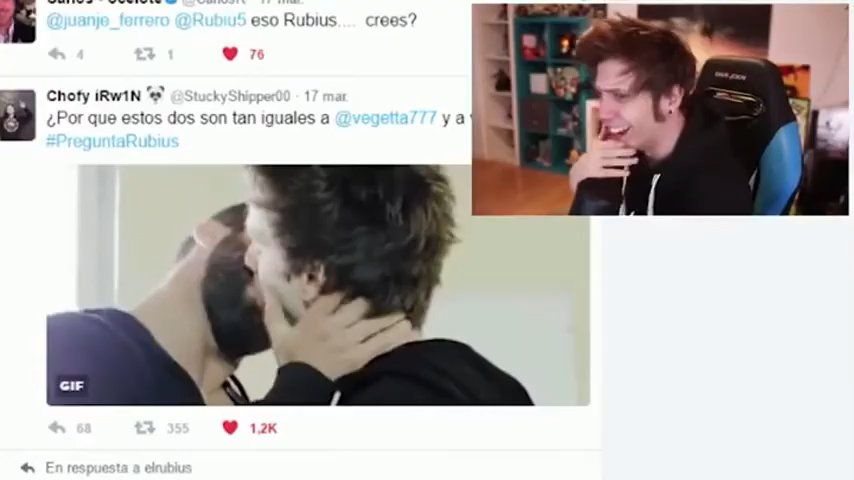 @juanje_ferrero @Rubiu5 eso Rubius.... crees?
4 1 76
Chofy iRw1N @StuckyShipper00 · 17 mar.
¿Por que estos dos son tan iguales a @vegetta777 y a
#PreguntaRubius
GIF
68 355 1,2K
En respuesta a elrubius